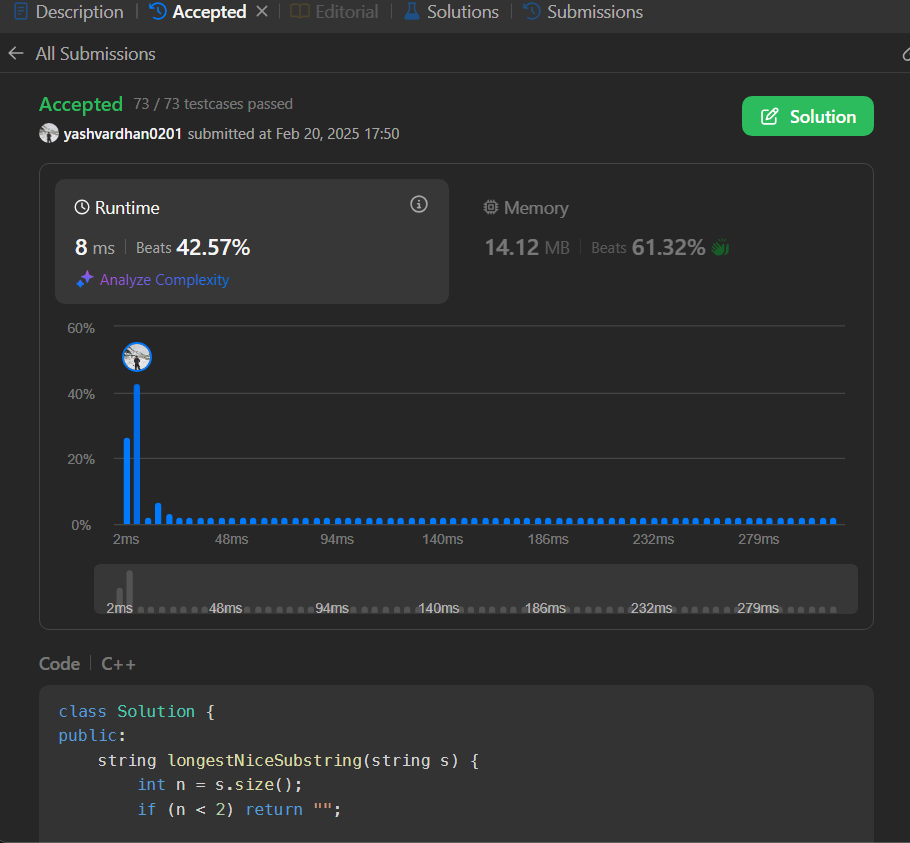 Description | Accepted × | Editorial | Solutions | Submissions
← All Submissions
Accepted 73 / 73 testcases passed
yashvardhan0201 submitted at Feb 20, 2025 17:50
Solution
Runtime
8 ms | Beats 42.57%
Analyze Complexity
Memory
14.12 MB | Beats 61.32%
60%
40%
20%
0%
2ms 48ms 94ms 140ms 186ms 232ms 279ms
2ms 48ms 94ms 140ms 186ms 232ms 279ms
Code | C++
class Solution {
public:
    string longestNiceSubstring(string s) {
        int n = s.size();
        if (n < 2) return "";